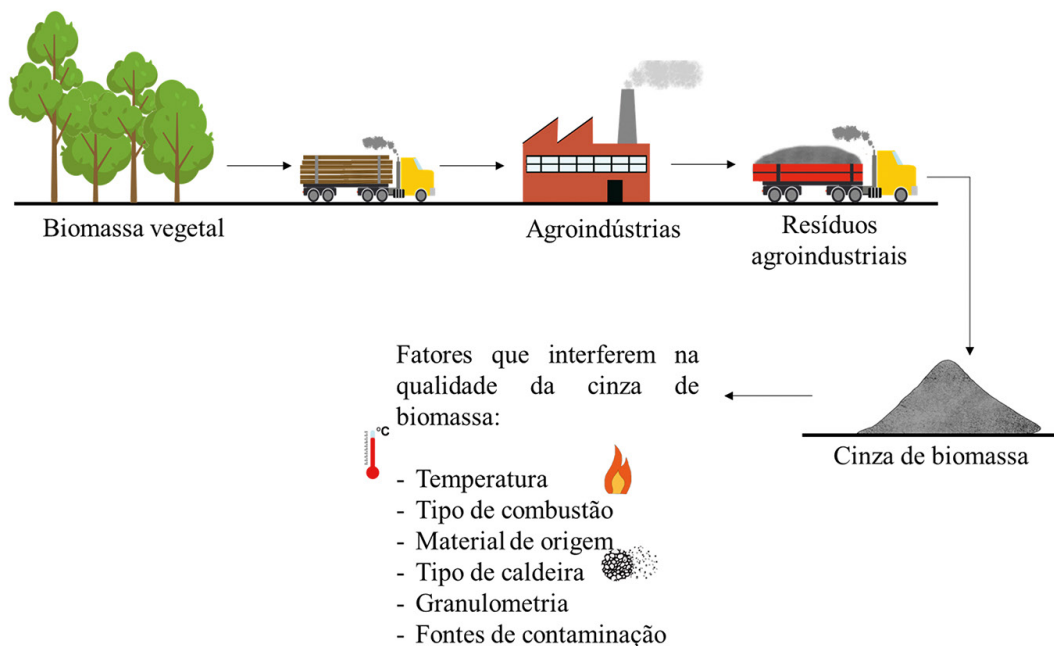 Biomassa vegetal
Agroindústrias
Resíduos
agroindustriais
Fatores que interferem na
qualidade da cinza de
biomassa:
°C
- Temperatura
- Tipo de combustão
- Material de origem
- Tipo de caldeira
- Granulometria
- Fontes de contaminação
Cinza de biomassa